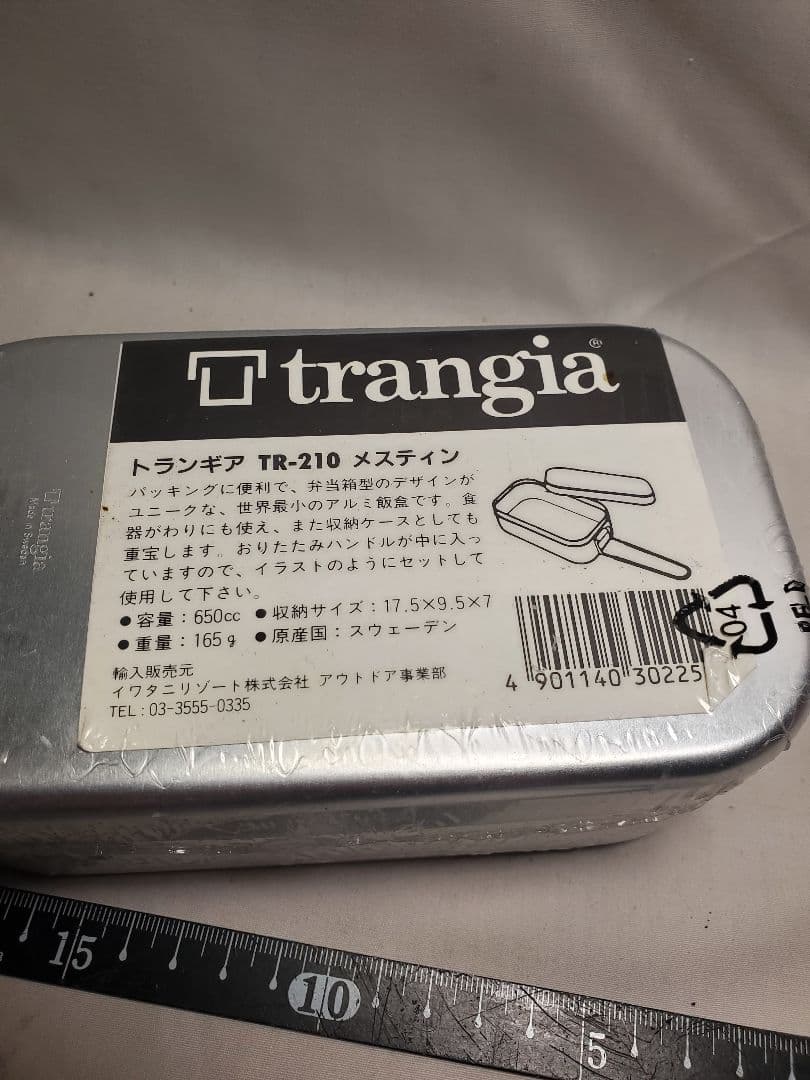 trangia®
トランギア TR-210 メスティン
パッキングに便利で、弁当箱型のデザインが
ユニークな、世界最小のアルミ飯盒です。食
器がわりにも使え、また収納ケースとしても
重宝します。おりたたみハンドルが中に入っ
ていますので、イラストのようにセットして
使用して下さい。
●容量：650cc ●収納サイズ：17.5×9.5×7
●重量：165g ●原産国：スウェーデン
輸入販売元
イワタニリゾート株式会社 アウトドア事業部
TEL：03-3555-0335
4 901140 30225
04
Trangia
Made in Sweden
15
10
5